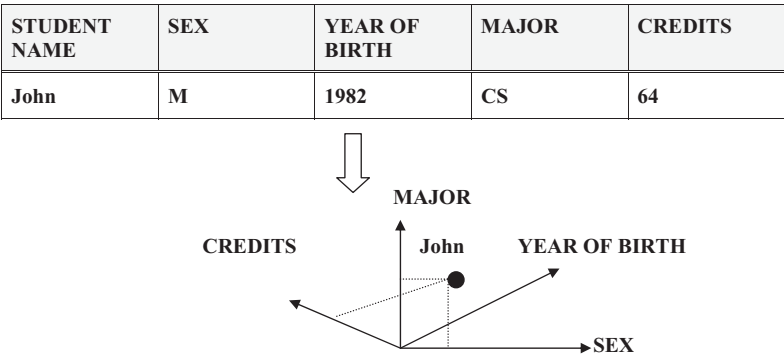 STUDENT NAME SEX YEAR OF BIRTH MAJOR CREDITS
John M 1982 CS 64
MAJOR
CREDITS John YEAR OF BIRTH
SEX